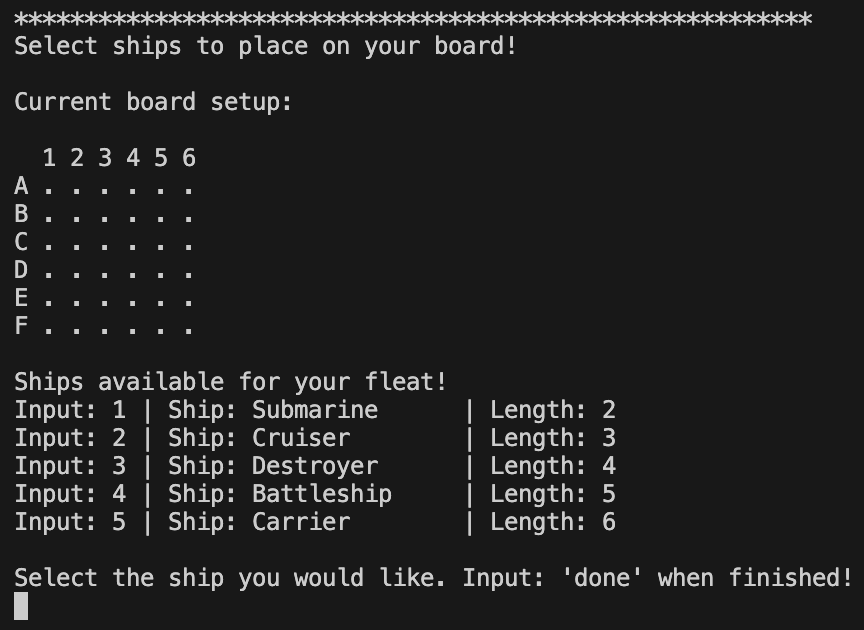 *********************************************************
Select ships to place on your board!
Current board setup:
  1 2 3 4 5 6
A . . . . . .
B . . . . . .
C . . . . . .
D . . . . . .
E . . . . . .
F . . . . . .
Ships available for your fleat!
Input: 1 | Ship: Submarine      | Length: 2
Input: 2 | Ship: Cruiser        | Length: 3
Input: 3 | Ship: Destroyer      | Length: 4
Input: 4 | Ship: Battleship     | Length: 5
Input: 5 | Ship: Carrier        | Length: 6
Select the ship you would like. Input: 'done' when finished!